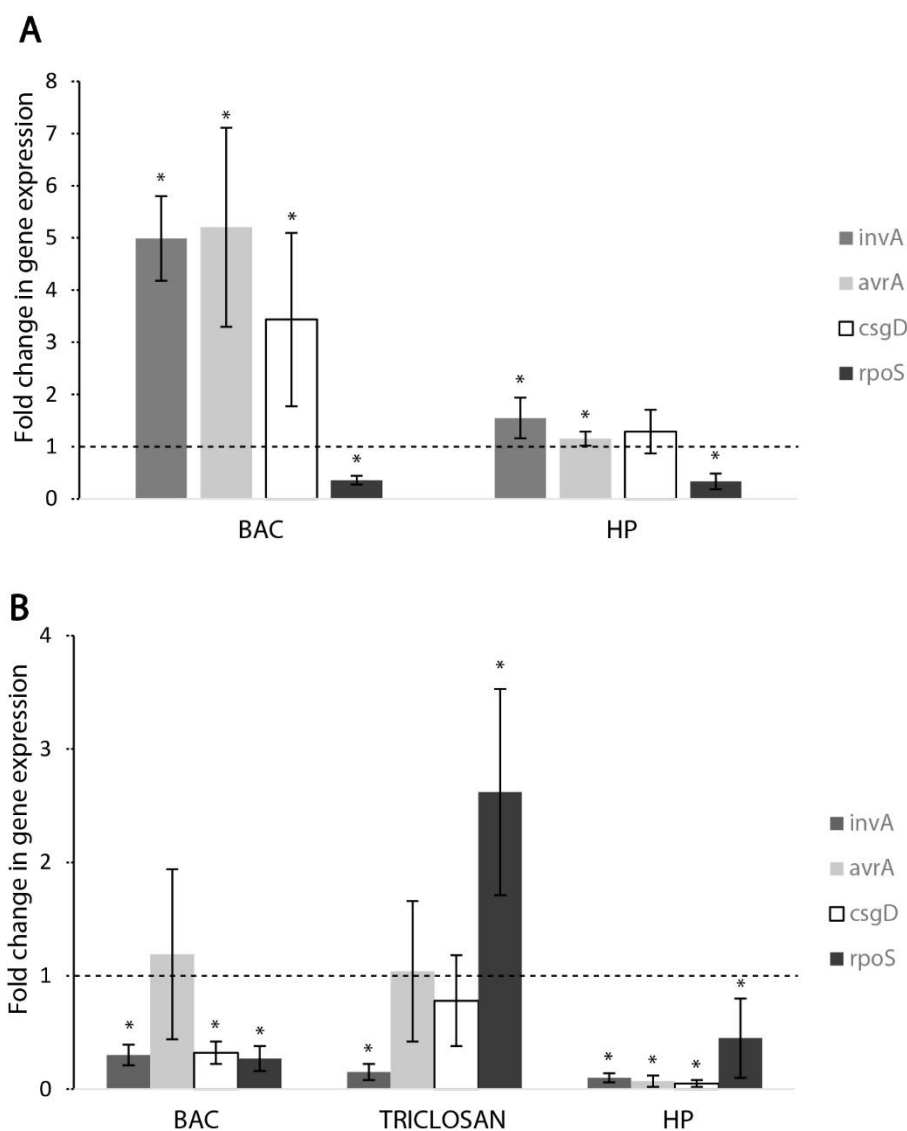 A
Fold change in gene expression
8
7
6
5
4
3
2
1
0
* * * * * * *
BAC HP
invA
avrA
csgD
rpoS
B
Fold change in gene expression
4
3
2
1
0
* * * * * * * * *
BAC TRICLOSAN HP
invA
avrA
csgD
rpoS